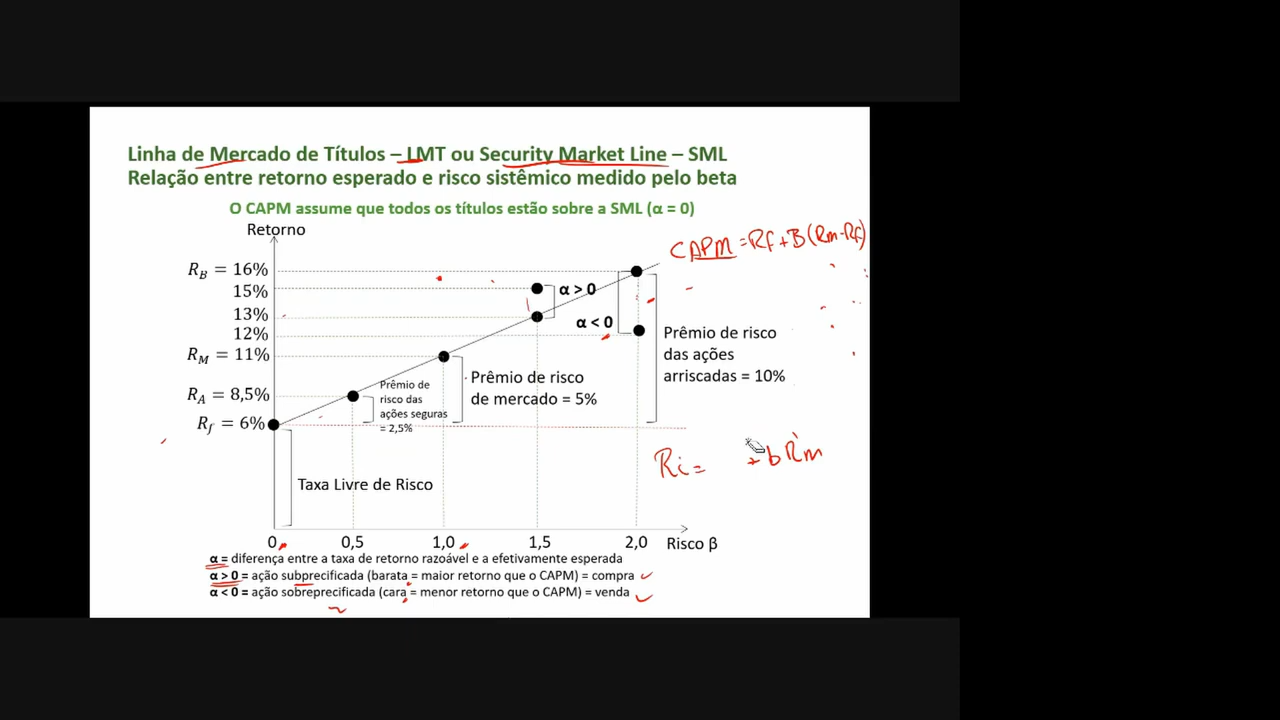 Linha de Mercado de Títulos – LMT ou Security Market Line – SML
Relação entre retorno esperado e risco sistêmico medido pelo beta
O CAPM assume que todos os títulos estão sobre a SML (α = 0)
Retorno
CAPM = Rf + B (Rm - Rf)
R_B = 16%
15%
α > 0
13%
α < 0
12%
R_M = 11%
Prêmio de risco
das ações
arriscadas = 10%
Prêmio de risco
de mercado = 5%
R_A = 8,5%
Prêmio de
risco das
ações seguras
= 2,5%
R_f = 6%
Ri = + b Rm
Taxa Livre de Risco
0 0,5 1,0 1,5 2,0 Risco β
α = diferença entre a taxa de retorno razoável e a efetivamente esperada
α > 0 = ação subprecificada (barata = maior retorno que o CAPM) = compra
α < 0 = ação sobreprecificada (cara = menor retorno que o CAPM) = venda